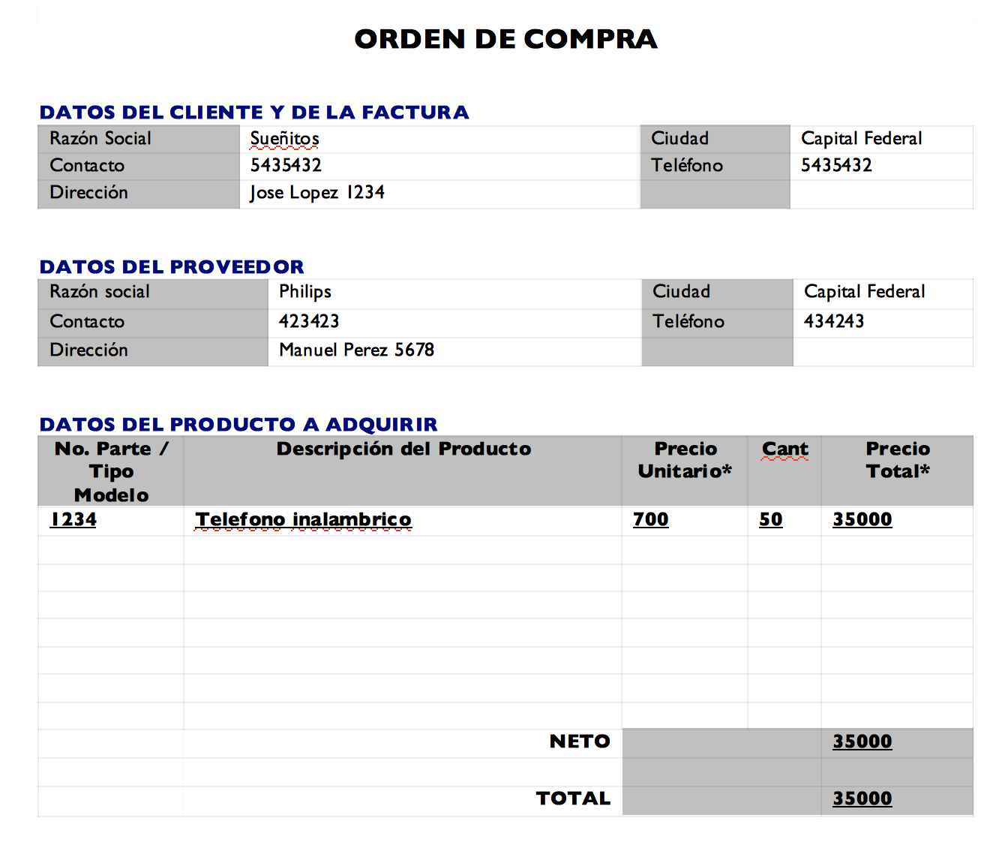 ORDEN DE COMPRA
DATOS DEL CLIENTE Y DE LA FACTURA
Razón Social Sueñitos Ciudad Capital Federal
Contacto 5435432 Teléfono 5435432
Dirección Jose Lopez 1234
DATOS DEL PROVEEDOR
Razón social Philips Ciudad Capital Federal
Contacto 423423 Teléfono 434243
Dirección Manuel Perez 5678
DATOS DEL PRODUCTO A ADQUIRIR
No. Parte / Descripción del Producto Precio Cant Precio
Tipo Unitario* Total*
Modelo
1234 Telefono inalambrico 700 50 35000
NETO 35000
TOTAL 35000